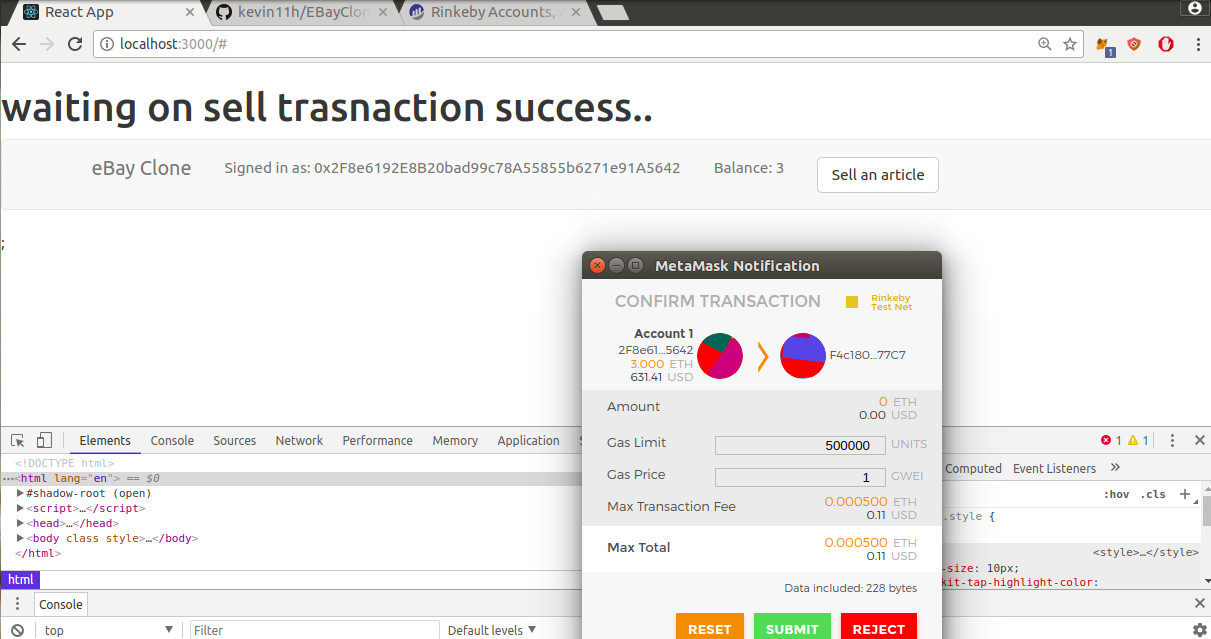 React App
kevin11h/EBayClon
Rinkeby Accounts, A
localhost:3000/#
1
waiting on sell trasnaction success..
eBay Clone Signed in as: 0x2F8e6192E8B20bad99c78A55855b6271e91A5642 Balance: 3 Sell an article
;
MetaMask Notification
CONFIRM TRANSACTION
Rinkeby
Test Net
Account 1
2F8e61...5642
3.000 ETH
631.41 USD
F4c180...77C7
Amount 0 ETH
0.00 USD
Gas Limit 500000 UNITS
Gas Price 1 GWEI
Max Transaction Fee 0.000500 ETH
0.11 USD
Max Total 0.000500 ETH
0.11 USD
Data included: 228 bytes
RESET SUBMIT REJECT
Elements Console Sources Network Performance Memory Application 1 1
<!DOCTYPE html>
…<html lang="en"> == $0
#shadow-root (open)
<script>…</script>
<head>…</head>
<body class style>…</body>
</html>
html
Computed Event Listeners »
:hov .cls +
.style {
<style>…</style>
-size: 10px;
kit-tap-highlight-color:
Console
top Filter Default levels